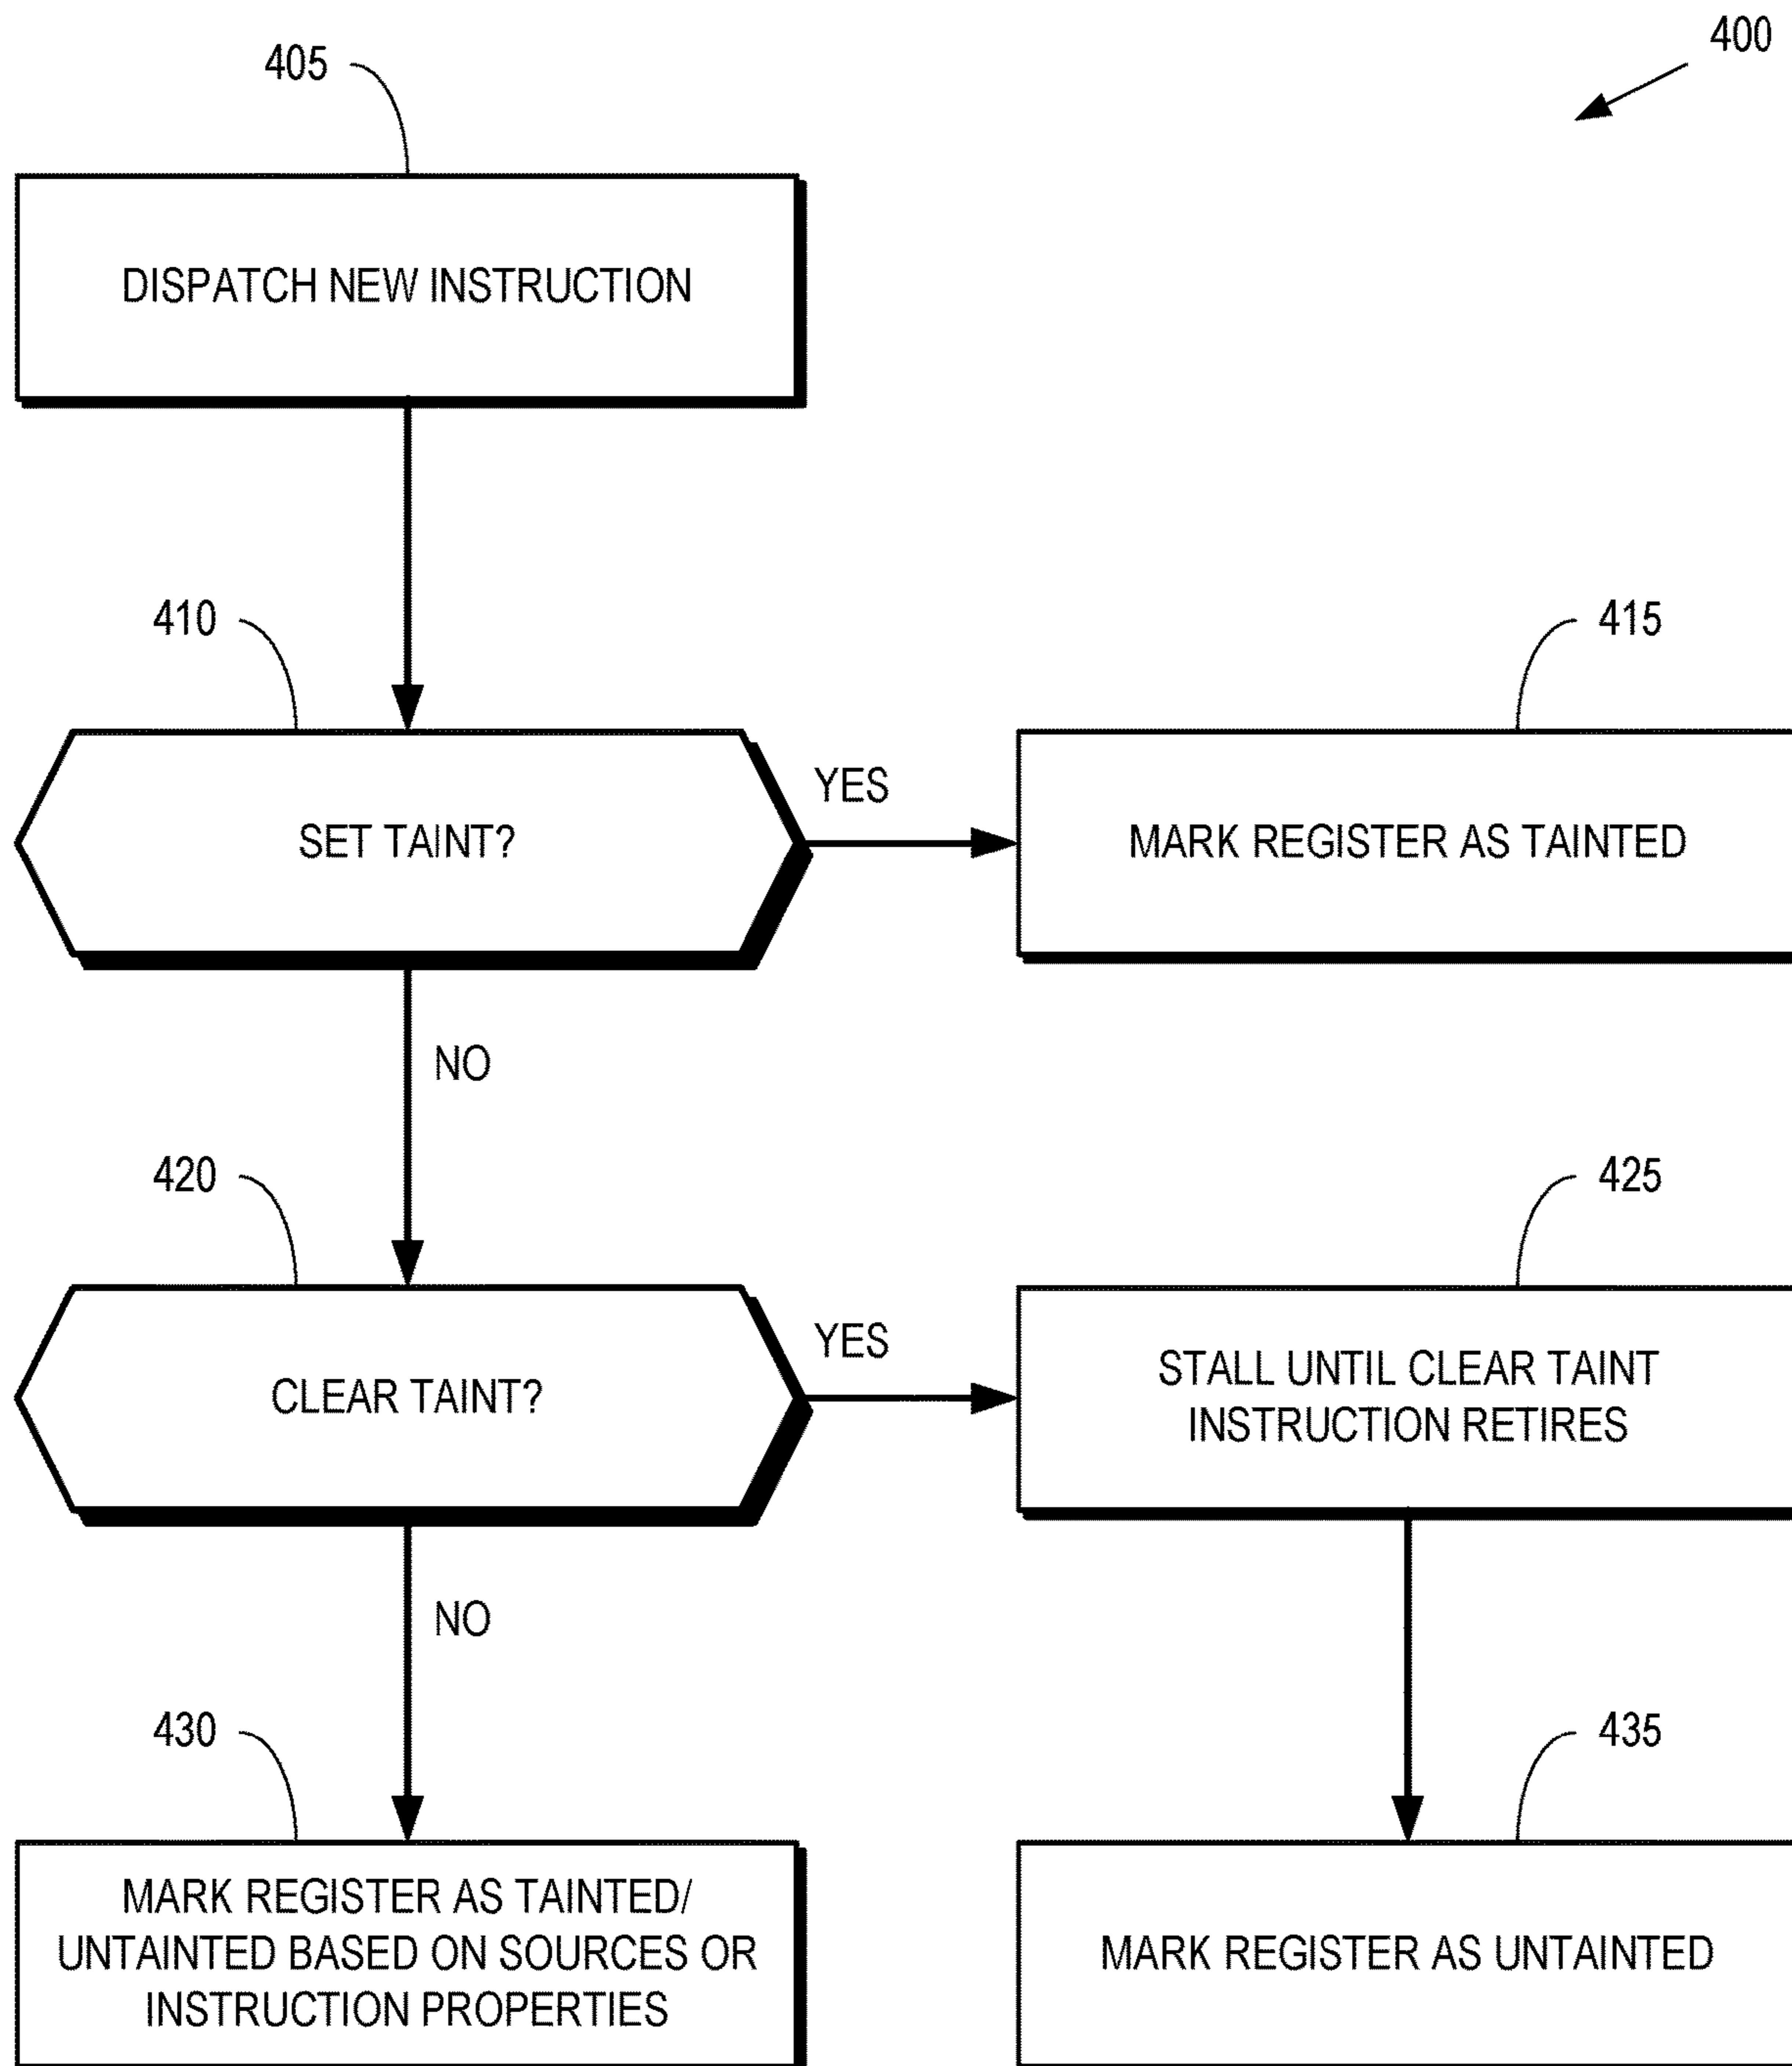 400
405
DISPATCH NEW INSTRUCTION
410
415
SET TAINT?
YES
MARK REGISTER AS TAINTED
NO
420
425
CLEAR TAINT?
YES
STALL UNTIL CLEAR TAINT
INSTRUCTION RETIRES
NO
430
435
MARK REGISTER AS TAINTED/
UNTAINTED BASED ON SOURCES OR
INSTRUCTION PROPERTIES
MARK REGISTER AS UNTAINTED